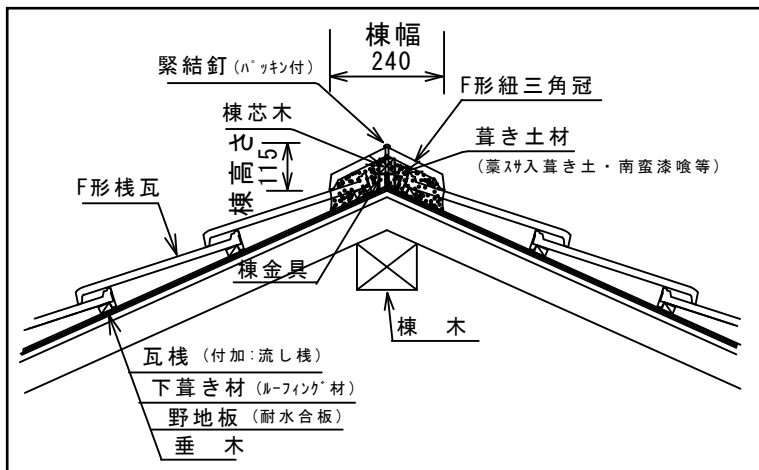 棟幅
240
緊結釘(パッキン付)
F形紐三角冠
棟芯木
葺き土材
(藁スサ入葺き土・南蛮漆喰等)
棟高さ
115
F形桟瓦
棟金具
棟木
瓦桟(付加:流し桟)
下葺き材(ルーフィング材)
野地板(耐水合板)
垂木